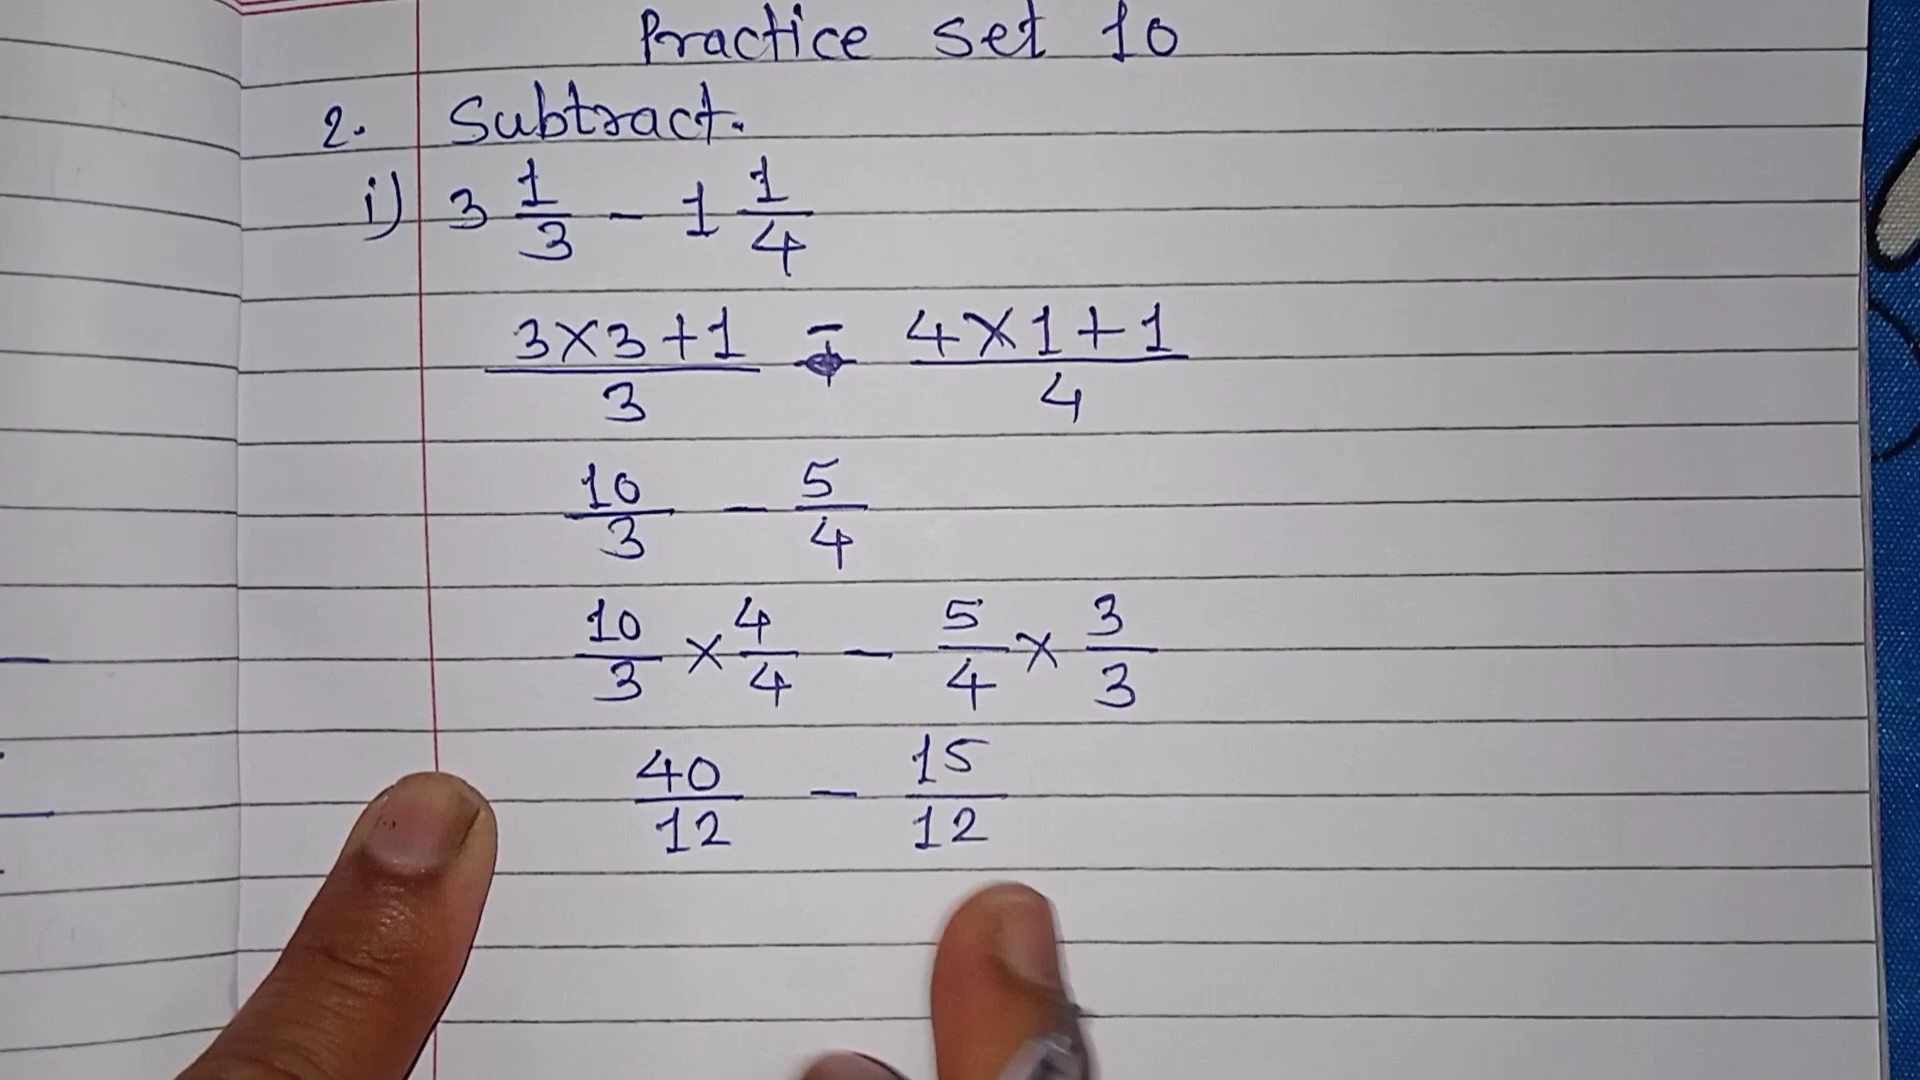 Practice set 10
2. Subtract.
i) 3 1/3 - 1 1/4
3×3+1/3 - 4×1+1/4
10/3 - 5/4
10/3 × 4/4 - 5/4 × 3/3
40/12 - 15/12